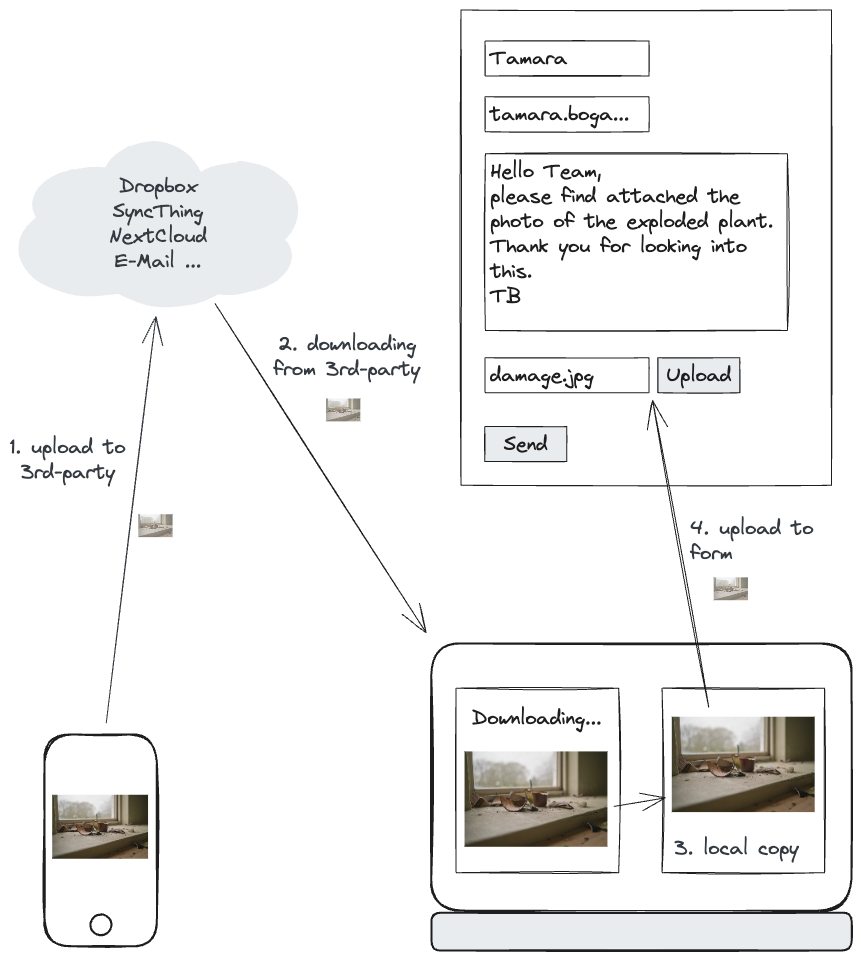 Tamara
tamara.boga...
Hello Team,
please find attached the
photo of the exploded plant.
Thank you for looking into
this.
TB
damage.jpg
Upload
Send
Dropbox
SyncThing
NextCloud
E-Mail ...
1. upload to
3rd-party
2. downloading
from 3rd-party
4. upload to
form
Downloading...
3. local copy